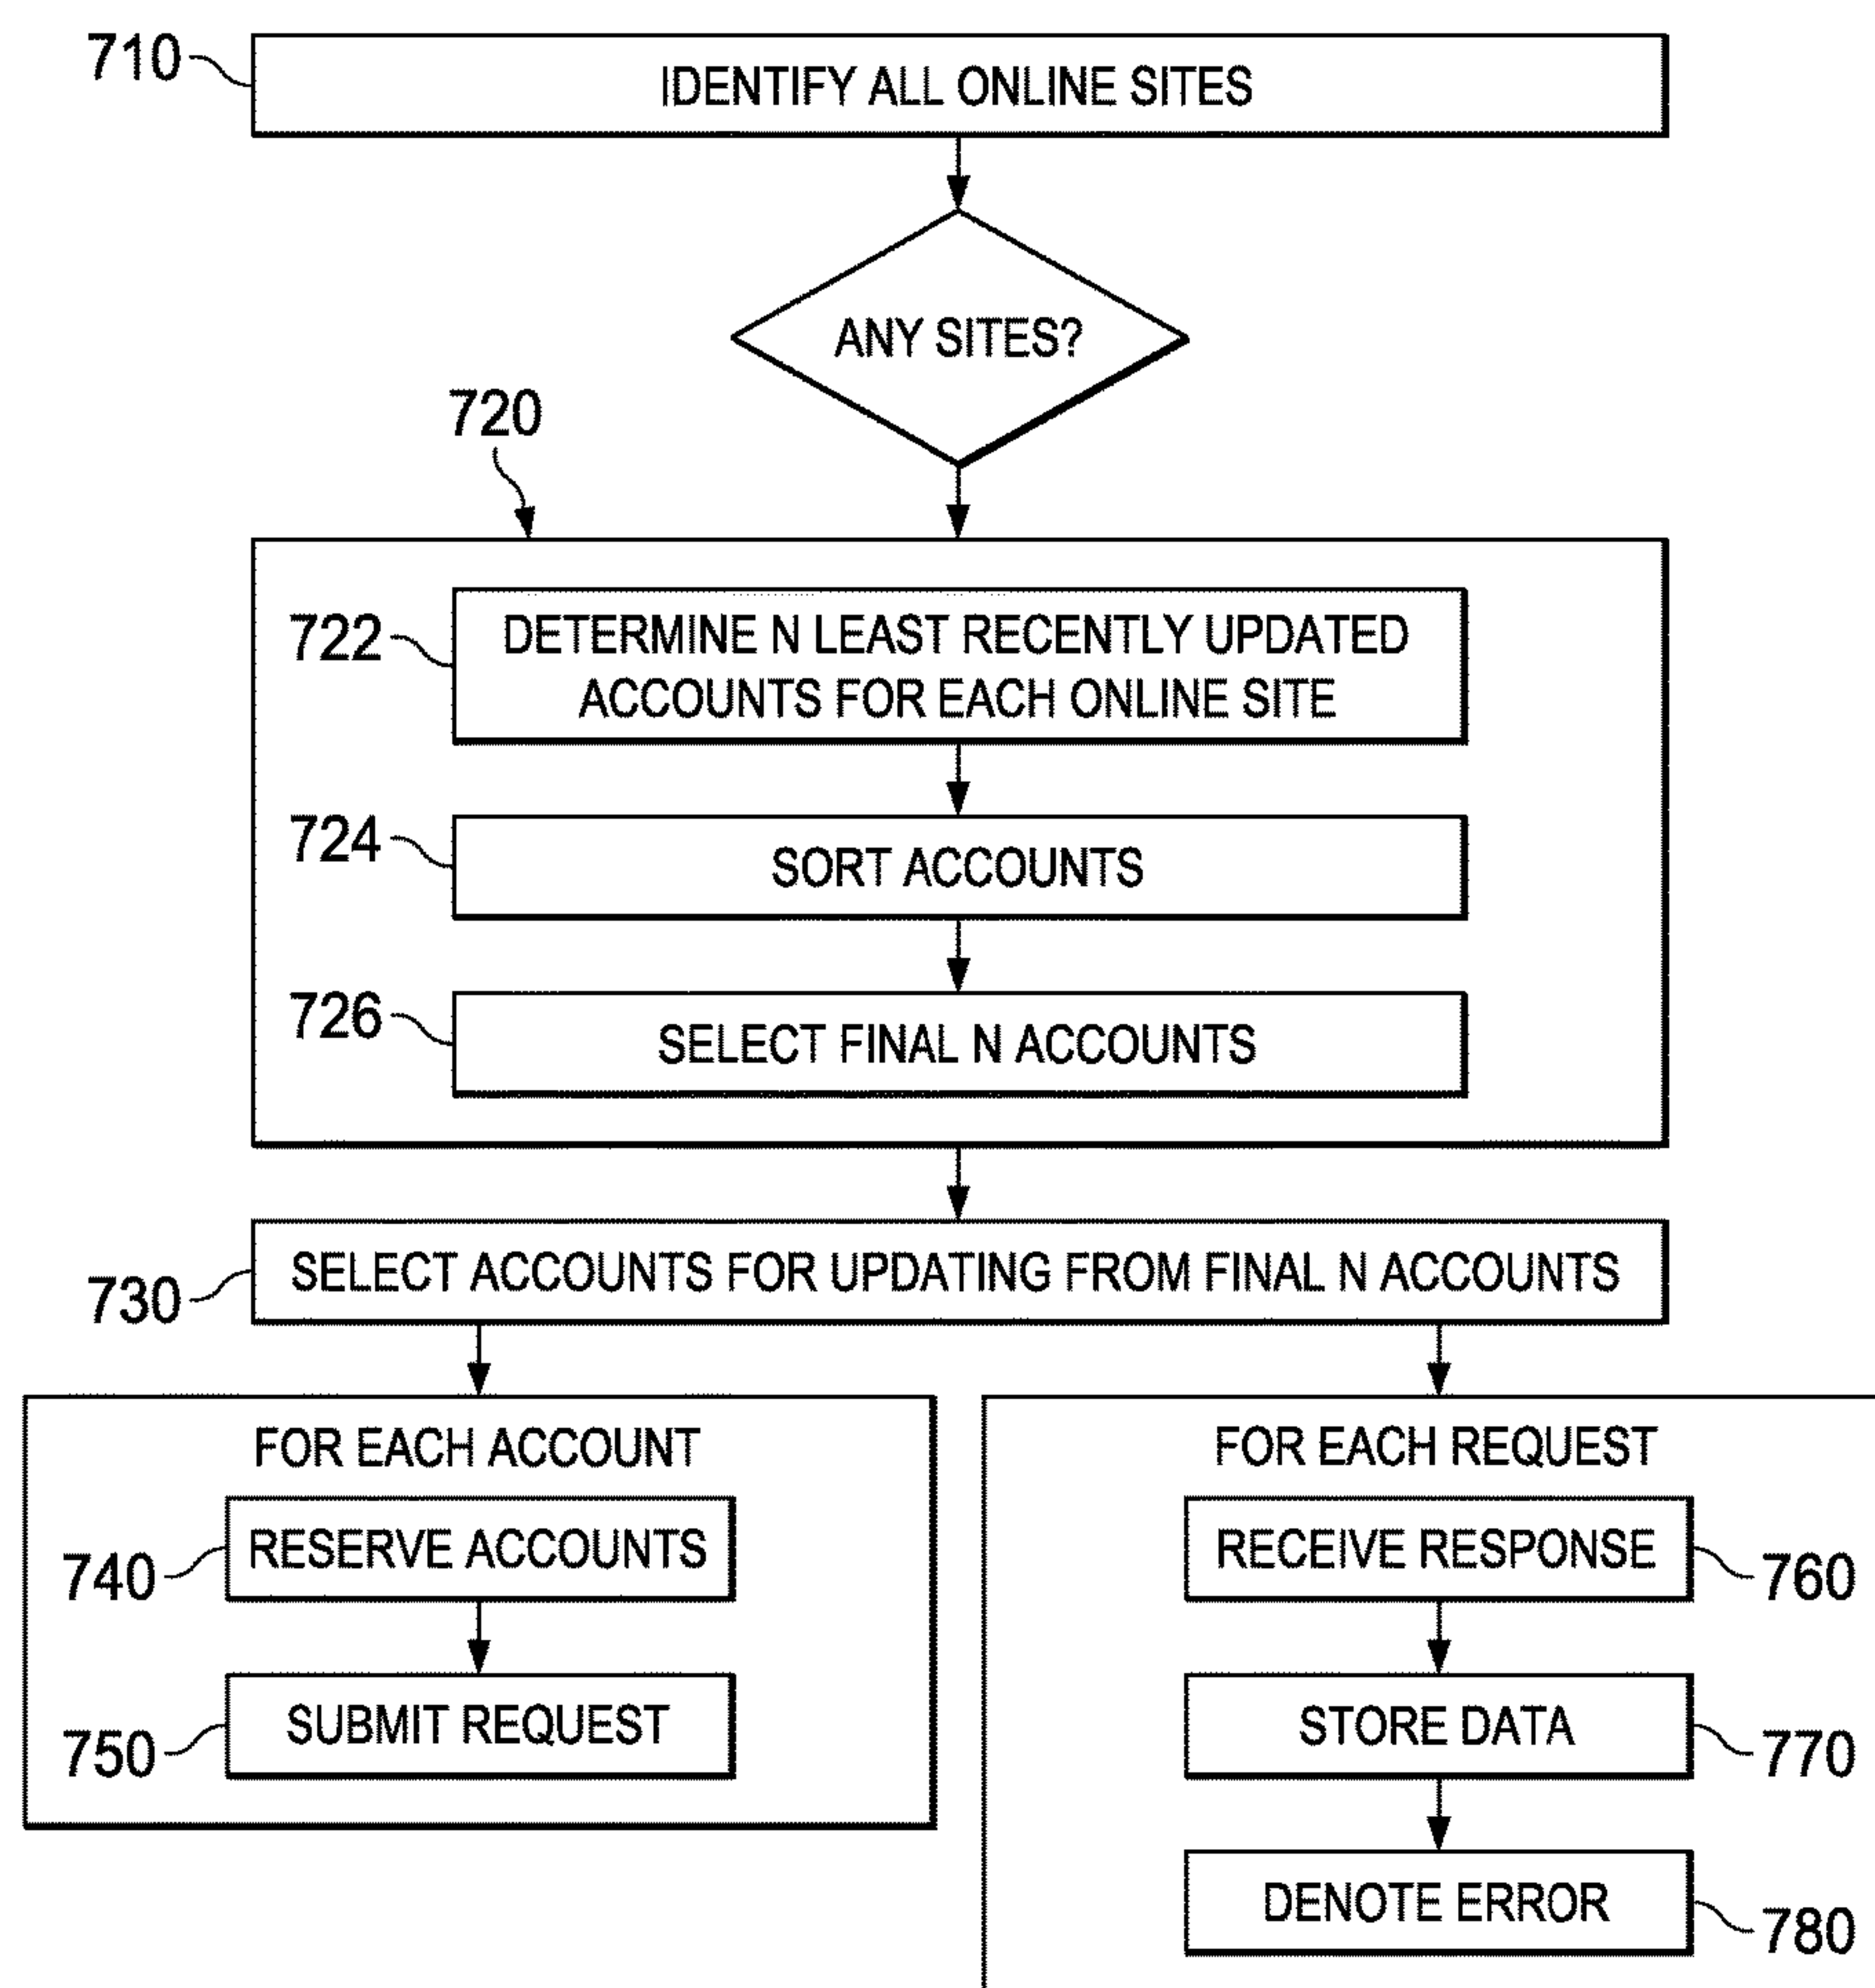 710
IDENTIFY ALL ONLINE SITES
ANY SITES?
720
722
DETERMINE N LEAST RECENTLY UPDATED
ACCOUNTS FOR EACH ONLINE SITE
724
SORT ACCOUNTS
726
SELECT FINAL N ACCOUNTS
730
SELECT ACCOUNTS FOR UPDATING FROM FINAL N ACCOUNTS
FOR EACH ACCOUNT
740
RESERVE ACCOUNTS
750
SUBMIT REQUEST
FOR EACH REQUEST
RECEIVE RESPONSE
760
STORE DATA
770
DENOTE ERROR
780